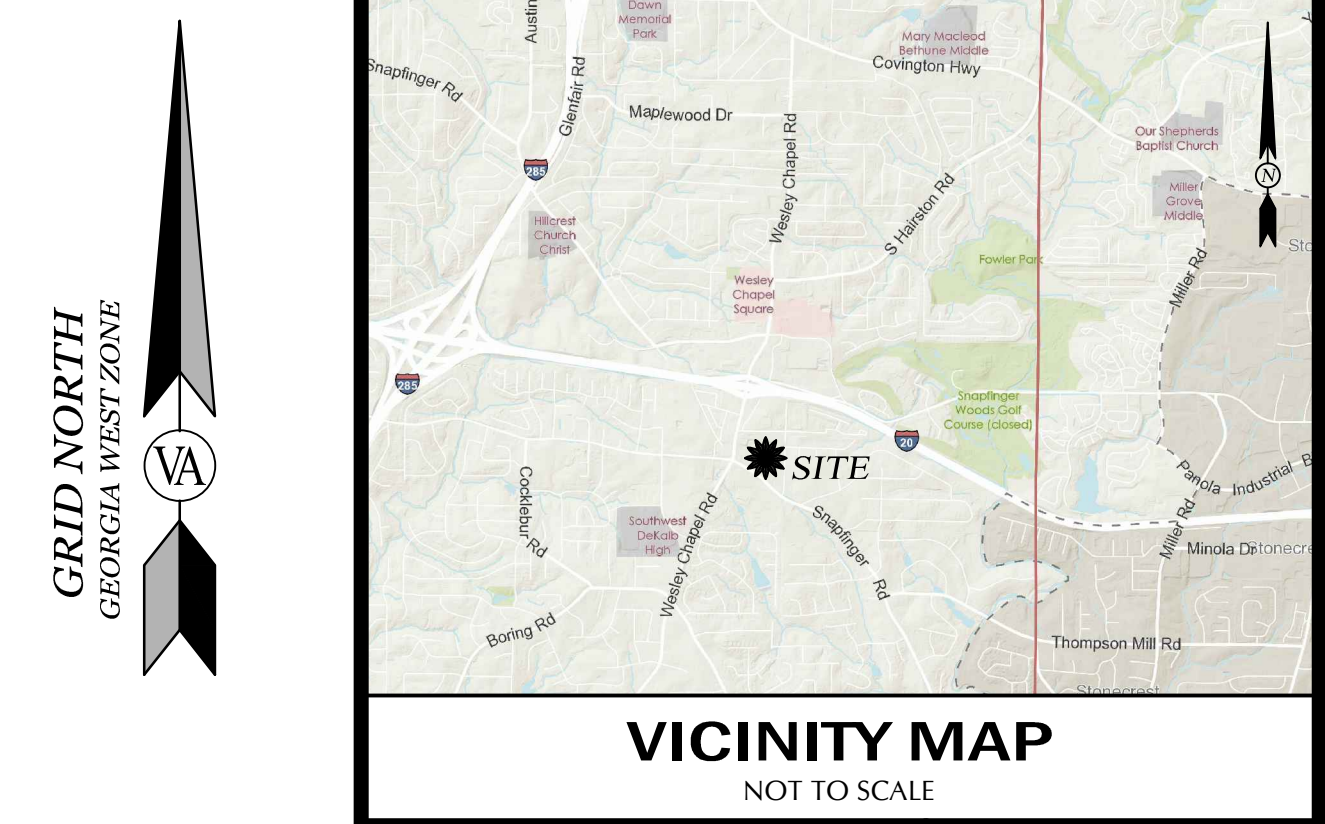 GRID NORTH
GEORGIA WEST ZONE
VA
Dawn
Memorial
Park
Austin
Mary Macleod
Bethune Middle
Covington Hwy
Snapfinger Rd
Glenfair Rd
Maplewood Dr
Wesley Chapel Rd
Our Shepherds
Baptist Church
N
285
Miller
Grove
Middle
S Hairston Rd
Hillcrest
Church
Christ
Fowler Park
Miller Rd
Wesley
Chapel
Square
285
Snapfinger
Woods Golf
Course (closed)
20
SITE
Cocklebur Rd
Southwest
DeKalb
High
Wesley Chapel Rd
Snapfinger Rd
Panola Industrial B
Miller Rd
Minola Dr
Stonecre
Boring Rd
Thompson Mill Rd
Stonecrest
VICINITY MAP
NOT TO SCALE